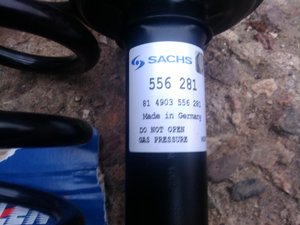 SACHS
556 281
81 4903 556 281
Made in Germany
DO NOT OPEN
GAS PRESSURE